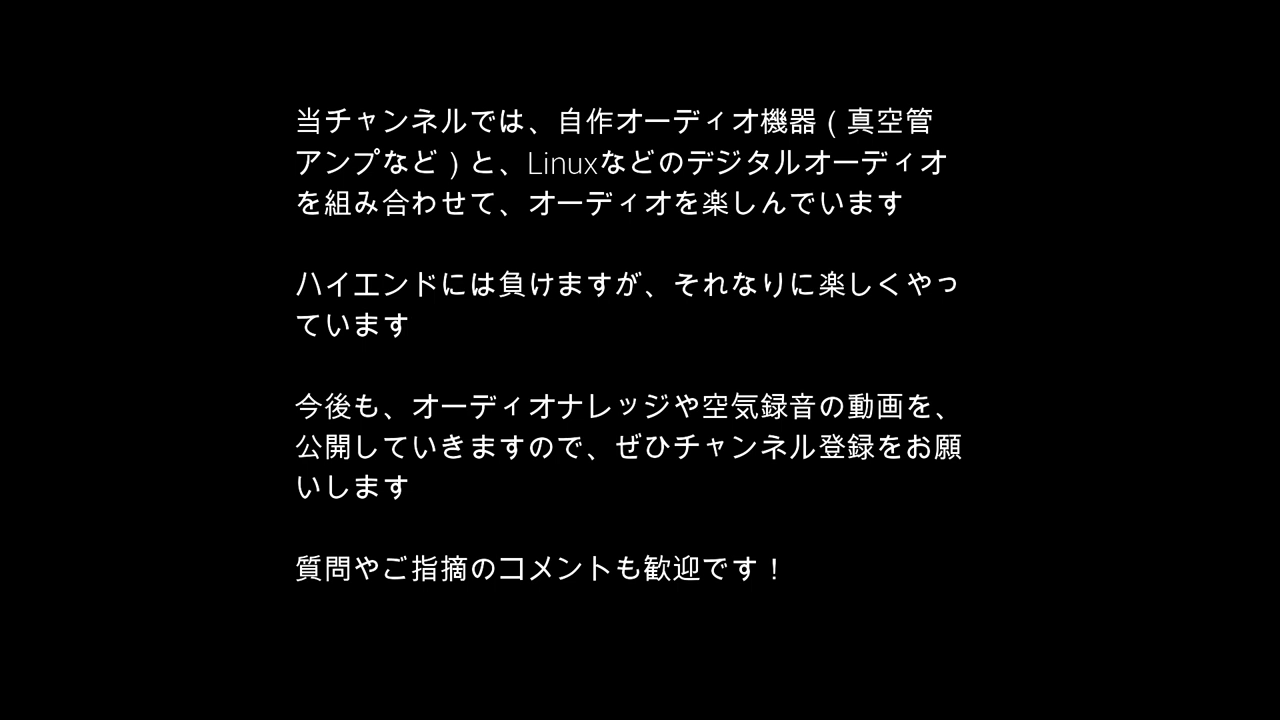 当チャンネルでは、自作オーディオ機器（真空管
アンプなど）と、Linuxなどのデジタルオーディオ
を組み合わせて、オーディオを楽しんでいます
ハイエンドには負けますが、それなりに楽しくやっ
ています
今後も、オーディオナレッジや空気録音の動画を、
公開していきますので、ぜひチャンネル登録をお願
いします
質問やご指摘のコメントも歓迎です！